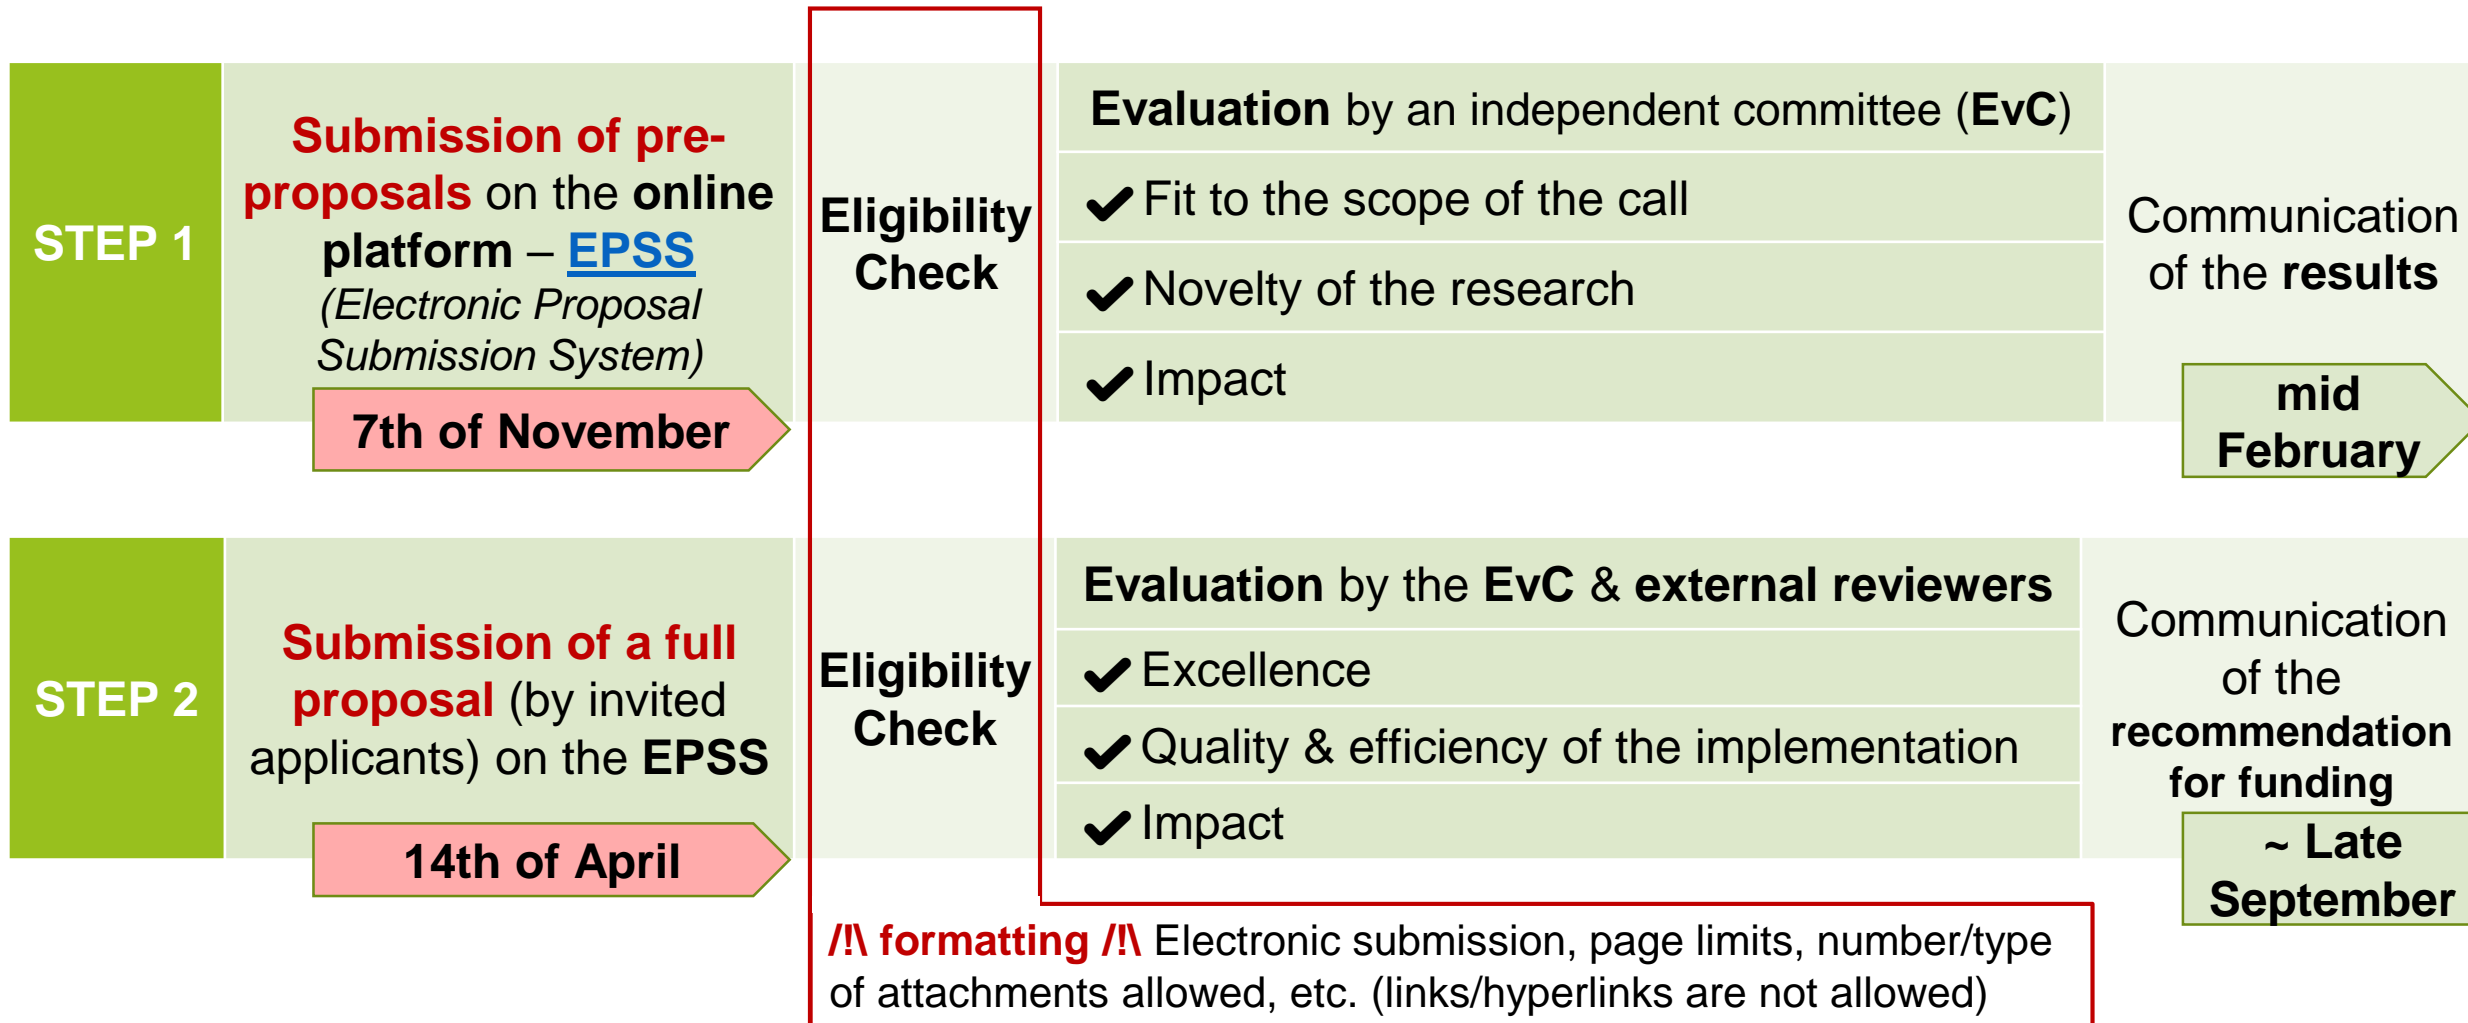 STEP 1
Submission of pre-
proposals on the online
platform – EPSS
(Electronic Proposal
Submission System)
7th of November
Eligibility
Check
Evaluation by an independent committee (EvC)
✔ Fit to the scope of the call
✔ Novelty of the research
✔ Impact
Communication
of the results
mid
February
STEP 2
Submission of a full
proposal (by invited
applicants) on the EPSS
14th of April
Eligibility
Check
Evaluation by the EvC & external reviewers
✔ Excellence
✔ Quality & efficiency of the implementation
✔ Impact
Communication
of the
recommendation
for funding
~ Late
September
/!\ formatting /!\ Electronic submission, page limits, number/type
of attachments allowed, etc. (links/hyperlinks are not allowed)